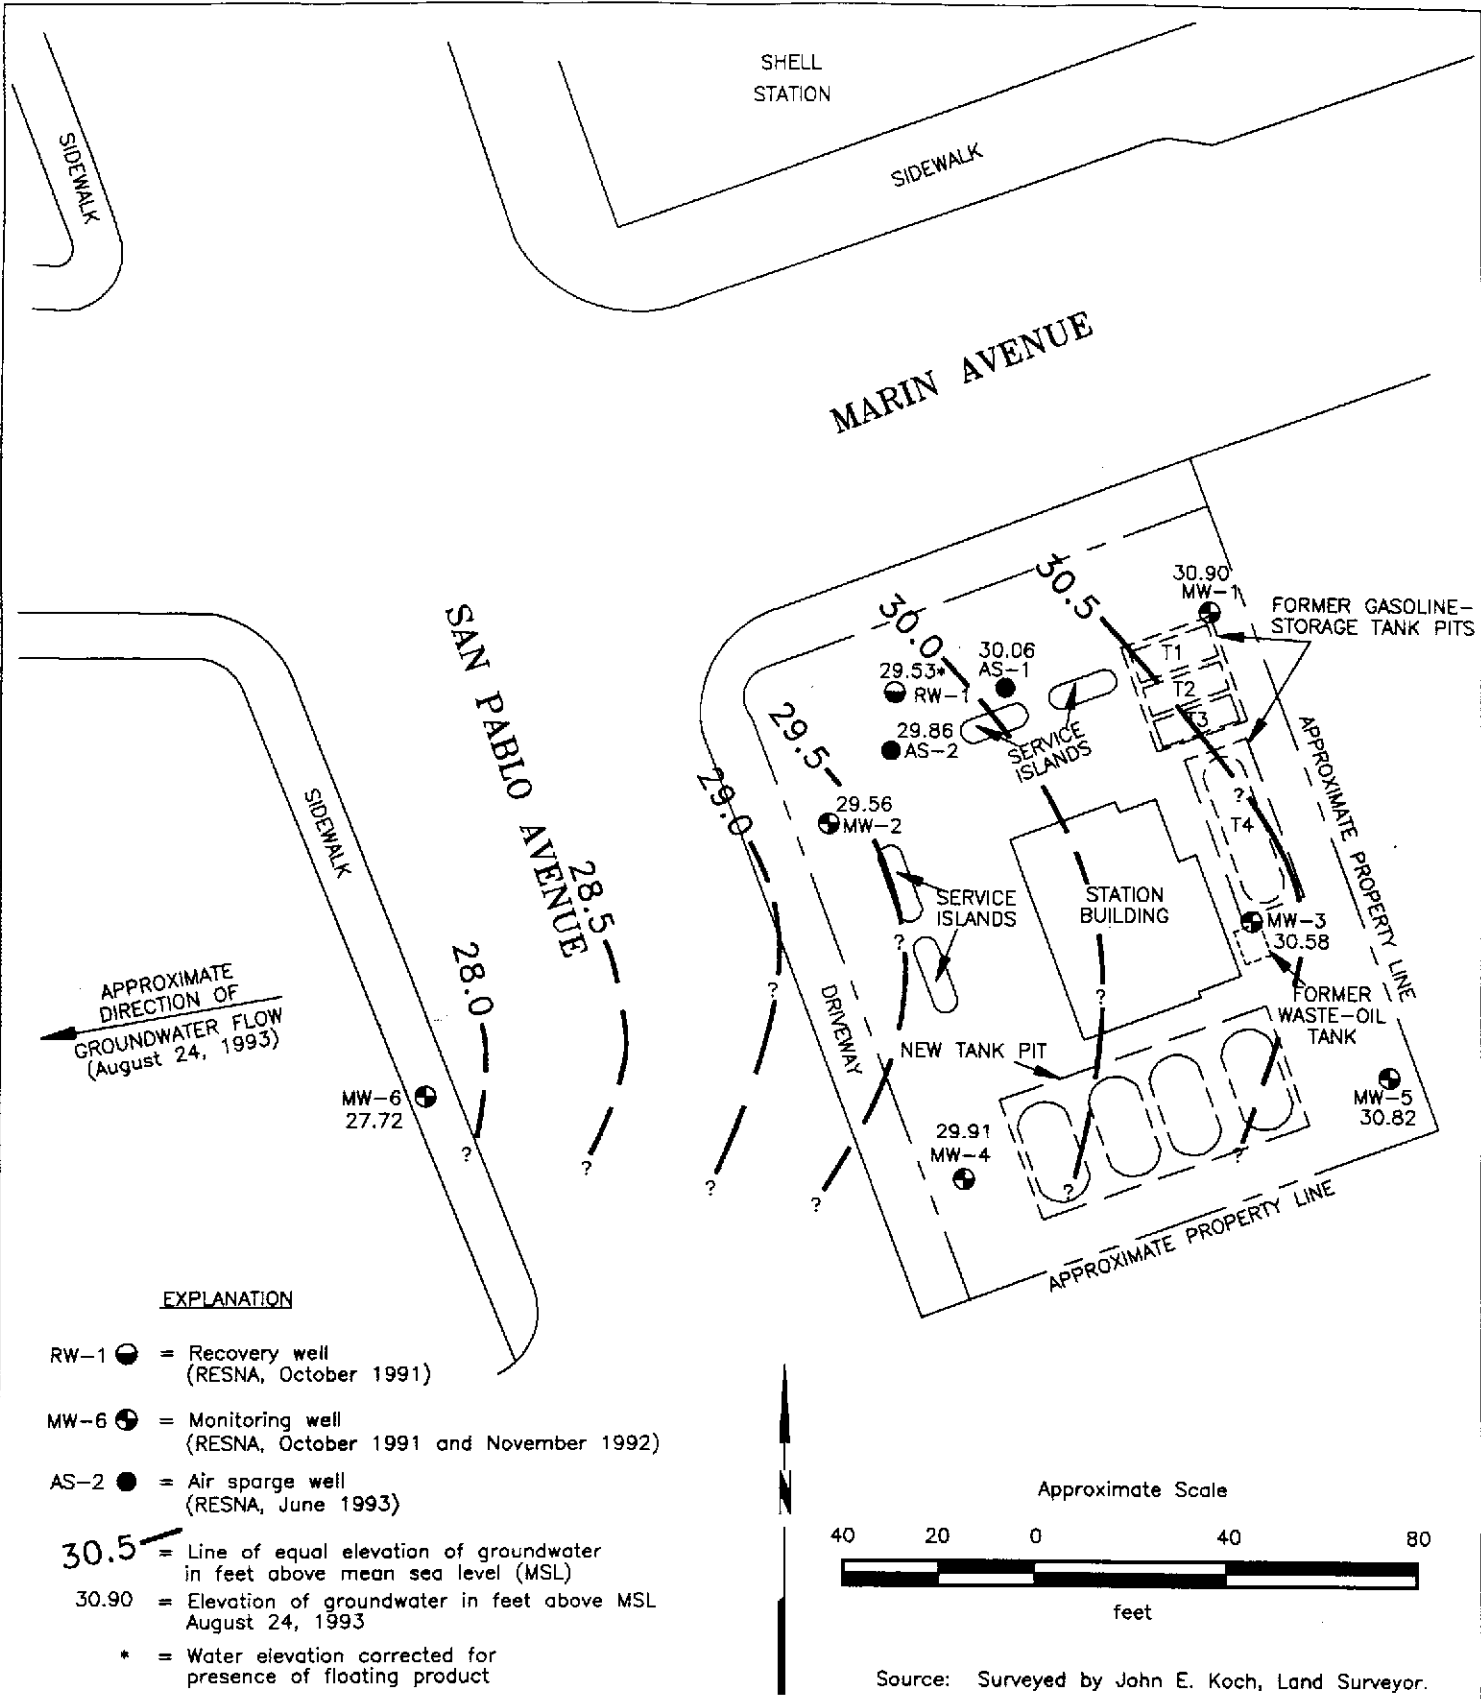 SHELL
STATION
SIDEWALK
SIDEWALK
MARIN AVENUE
SAN PABLO AVENUE
SIDEWALK
30.5
30.0
29.5
29.0
28.5
28.0
30.90
MW-1
FORMER GASOLINE-
STORAGE TANK PITS
T1
T2
T3
T4
?
30.06
AS-1
29.53*
RW-1
29.86
AS-2
SERVICE
ISLANDS
29.56
MW-2
SERVICE
ISLANDS
?
?
STATION
BUILDING
?
MW-3
30.58
APPROXIMATE PROPERTY LINE
FORMER
WASTE-OIL
TANK
DRIVEWAY
NEW TANK PIT
MW-5
30.82
29.91
MW-4
?
?
?
?
?
?
APPROXIMATE PROPERTY LINE
APPROXIMATE
DIRECTION OF
GROUNDWATER FLOW
(August 24, 1993)
MW-6
27.72
EXPLANATION
RW-1 = Recovery well
(RESNA, October 1991)
MW-6 = Monitoring well
(RESNA, October 1991 and November 1992)
AS-2 = Air sparge well
(RESNA, June 1993)
30.5 = Line of equal elevation of groundwater
in feet above mean sea level (MSL)
30.90 = Elevation of groundwater in feet above MSL
August 24, 1993
* = Water elevation corrected for
presence of floating product
N
Approximate Scale
40 20 0 40 80
feet
Source: Surveyed by John E. Koch, Land Surveyor.